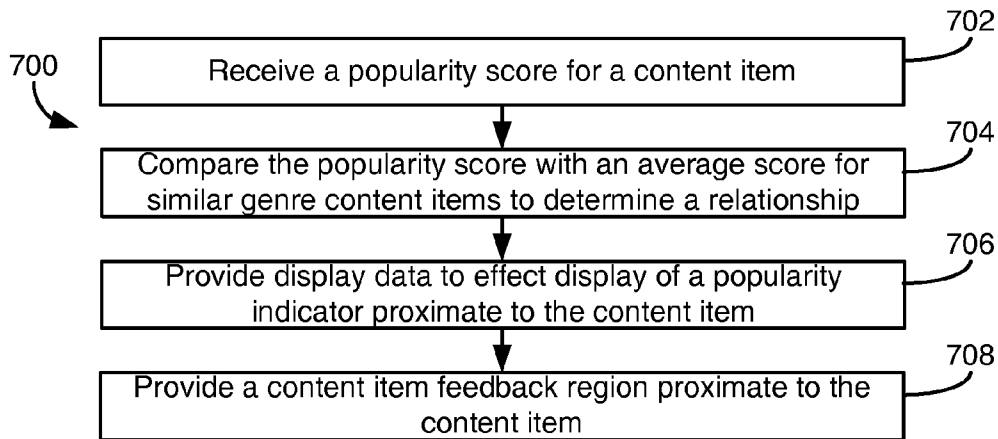 702
700
Receive a popularity score for a content item
704
Compare the popularity score with an average score for
similar genre content items to determine a relationship
706
Provide display data to effect display of a popularity
indicator proximate to the content item
708
Provide a content item feedback region proximate to the
content item